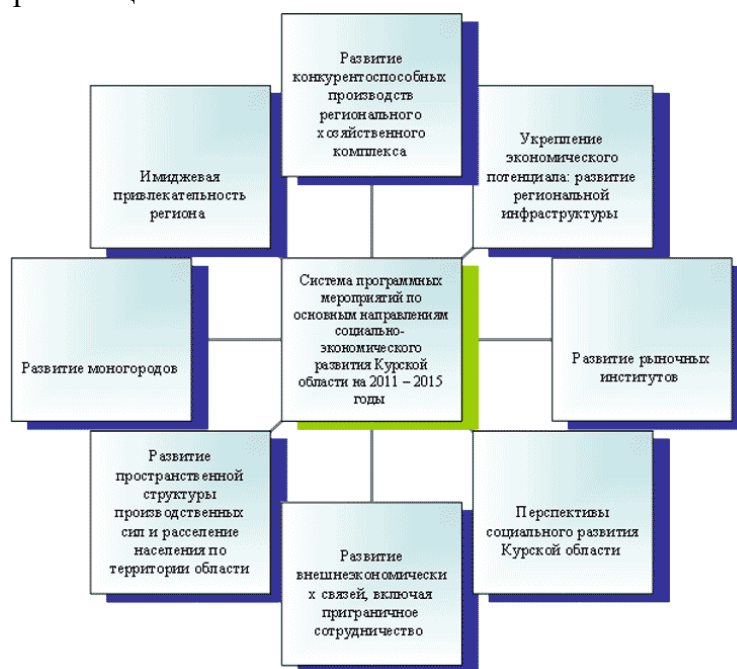 Развитие
конкурентоспособных
производств
регионального
хозяйственного
комплекса
Имиджевая
привлекательность
региона
Укрепление
экономического
потенциала: развитие
региональной
инфраструктуры
Развитие моногородов
Система программных
мероприятий по
основным направлениям
социально-
экономического
развития Курской
области на 2011 – 2015
годы
Развитие рыночных
институтов
Развитие
пространственной
структуры
производственных
сил и расселение
населения по
территории области
Развитие
внешнеэкономически
х связей, включая
приграничное
сотрудничество
Перспективы
социального развития
Курской области